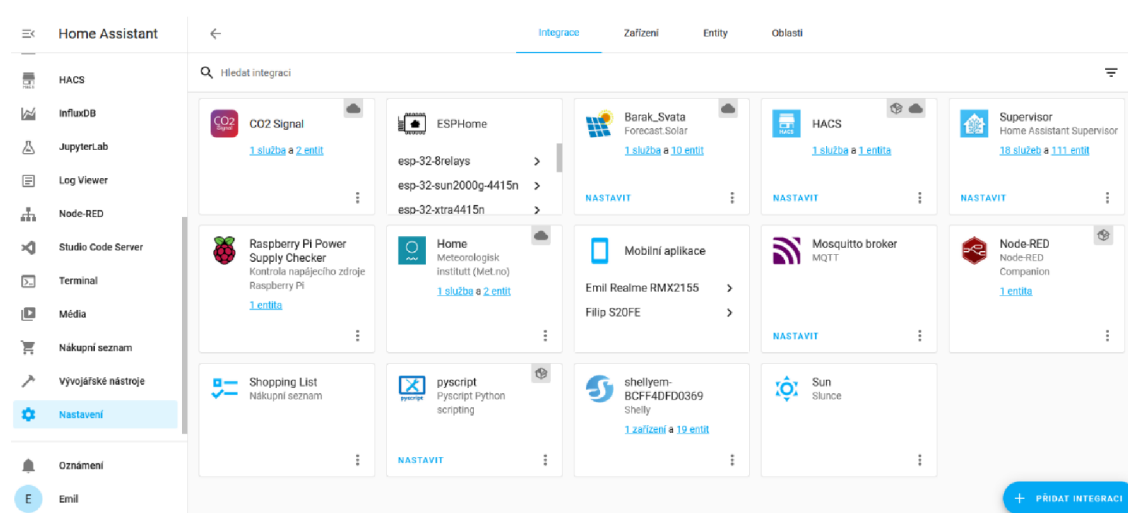 Home Assistant
Integrace
Zařízení
Entity
Oblasti
HACS
InfluxDB
JupyterLab
Log Viewer
Node-RED
Studio Code Server
Terminal
Média
Nákupní seznam
Vývojářské nástroje
Nastavení
Oznámení
E
Emil
Hledat integraci
CO2
Signal
CO2 Signal
1 služba a 2 entit
ESPHome
esp-32-8relays
esp-32-sun2000g-4415n
esp-32-xtra4415n
Barak_Svata
Forecast.Solar
1 služba a 10 entit
NASTAVIT
HACS
HACS
1 služba a 1 entita
NASTAVIT
Supervisor
Home Assistant Supervisor
18 služeb a 111 entit
NASTAVIT
Raspberry Pi Power
Supply Checker
Kontrola napájecího zdroje
Raspberry Pi
1 entita
Home
Meteorologisk
institutt (Met.no)
1 služba a 2 entit
Mobilní aplikace
Emil Realme RMX2155
Filip S20FE
Mosquitto broker
MQTT
NASTAVIT
Node-RED
Node-RED
Companion
1 entita
Shopping List
Nákupní seznam
pyscript
pyscript
Pyscript Python
scripting
NASTAVIT
shellyem-
BCFF4DFD0369
Shelly
1 zařízení a 19 entit
Sun
Slunce
+ PŘIDAT INTEGRACI